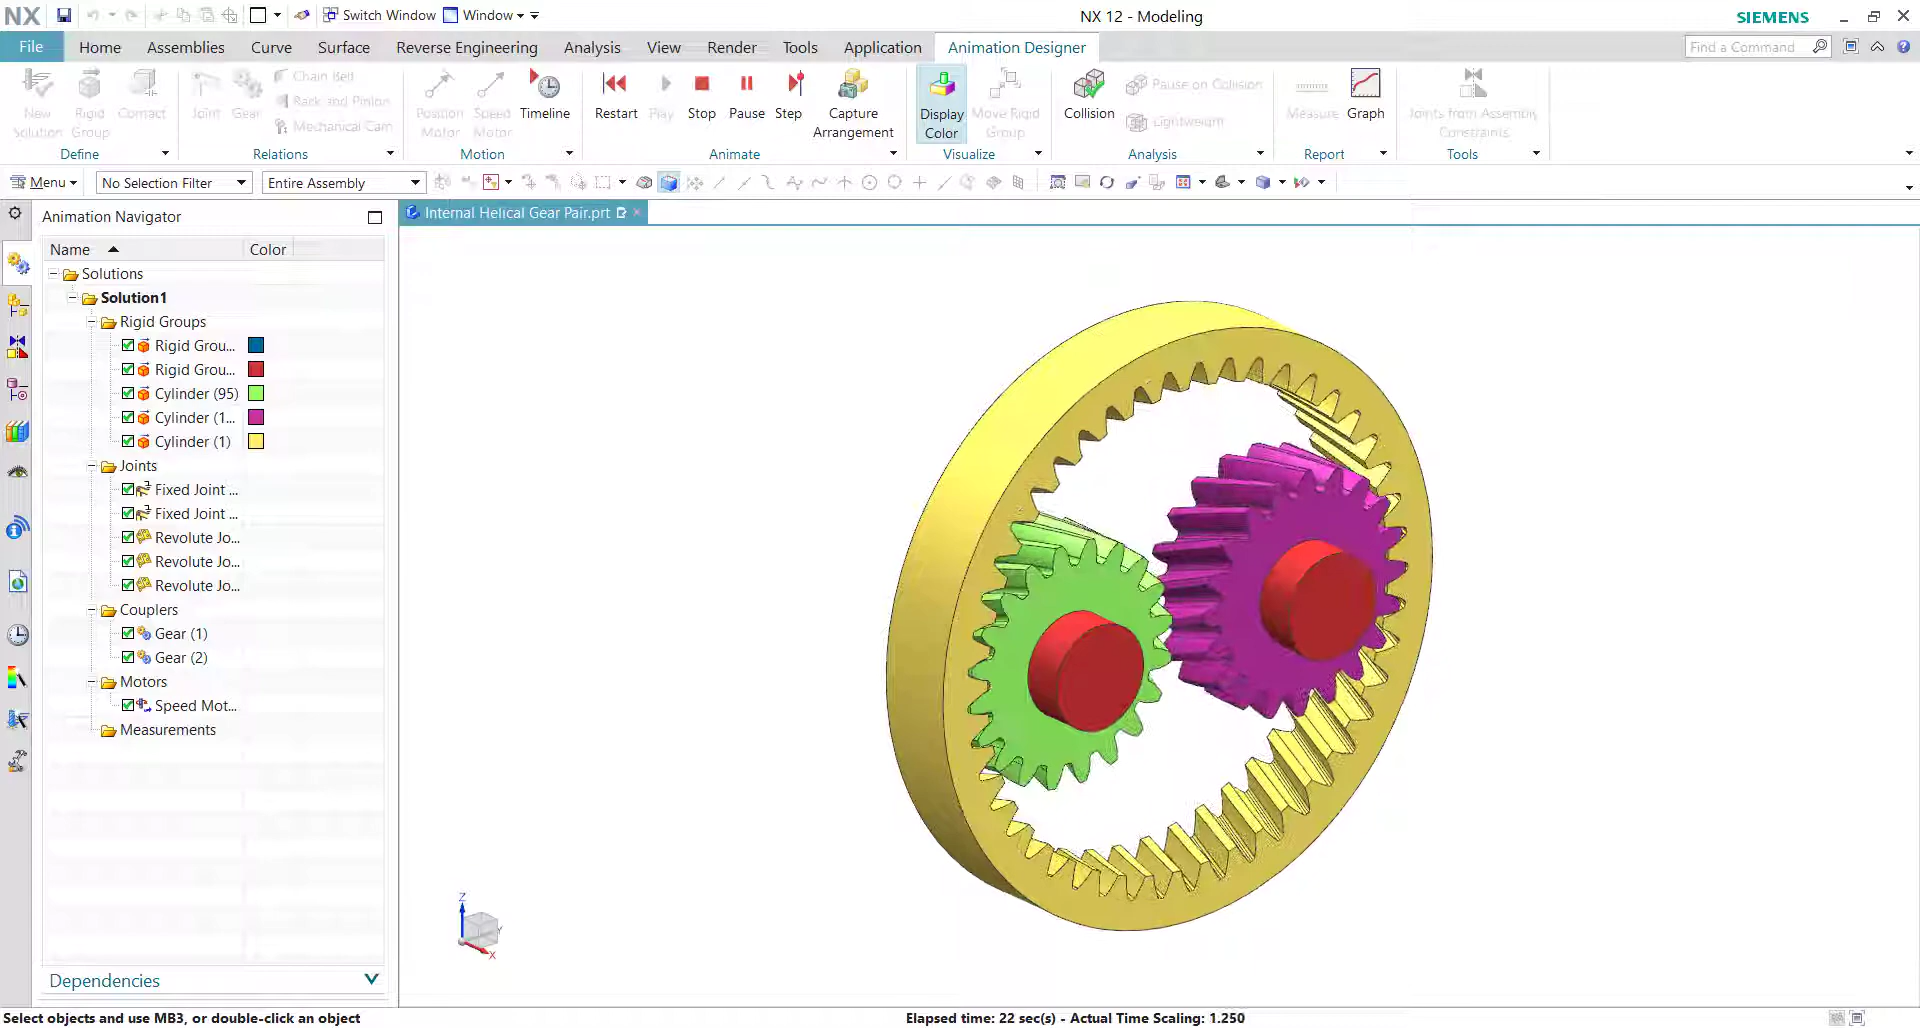 NX
Switch Window Window
NX 12 - Modeling
SIEMENS
File Home Assemblies Curve Surface Reverse Engineering Analysis View Render Tools Application Animation Designer
Find a Command
New Solution
Rigid Group
Contact
Define
Joint
Gear
Chain Belt
Rack and Pinion
Mechanical Cam
Relations
Position Motor
Speed Motor
Timeline
Motion
Restart
Play
Stop
Pause
Step
Capture Arrangement
Animate
Display Color
Move Rigid Group
Visualize
Collision
Pause on Collision
Lightweight
Analysis
Measure
Graph
Report
Joints from Assembly Constraints
Tools
Menu
No Selection Filter
Entire Assembly
Animation Navigator
Internal Helical Gear Pair.prt
Name Color
Solutions
Solution1
Rigid Groups
Rigid Grou...
Rigid Grou...
Cylinder (95)
Cylinder (1...
Cylinder (1)
Joints
Fixed Joint ...
Fixed Joint ...
Revolute Jo...
Revolute Jo...
Revolute Jo...
Couplers
Gear (1)
Gear (2)
Motors
Speed Mot...
Measurements
Z
Y
X
Dependencies
Select objects and use MB3, or double-click an object
Elapsed time: 22 sec(s) - Actual Time Scaling: 1.250